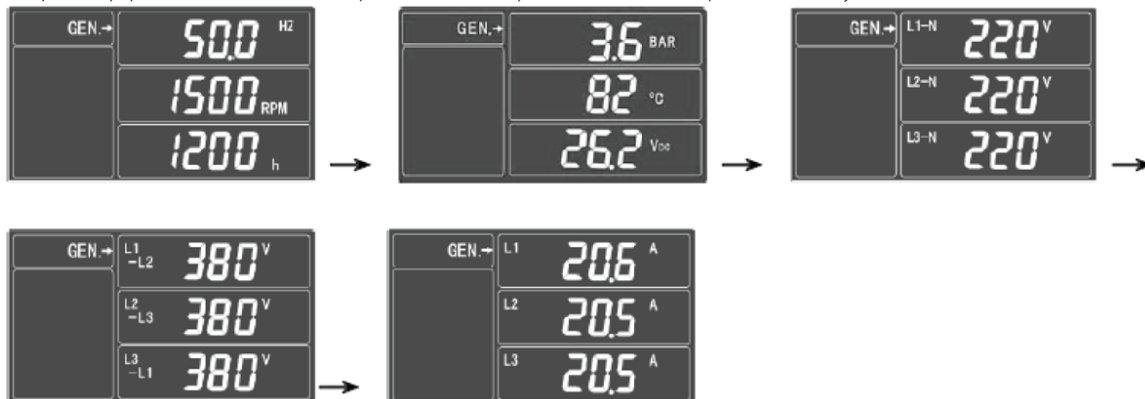 GEN.→ 50.0 HZ
1500 RPM
1200 h
GEN.→ 3.6 BAR
82 °C
26.2 VDC
GEN.→ L1-N 220 V
L2-N 220 V
L3-N 220 V
GEN.→ L1-L2 380 V
L2-L3 380 V
L3-L1 380 V
GEN.→ L1 20.6 A
L2 20.5 A
L3 20.5 A